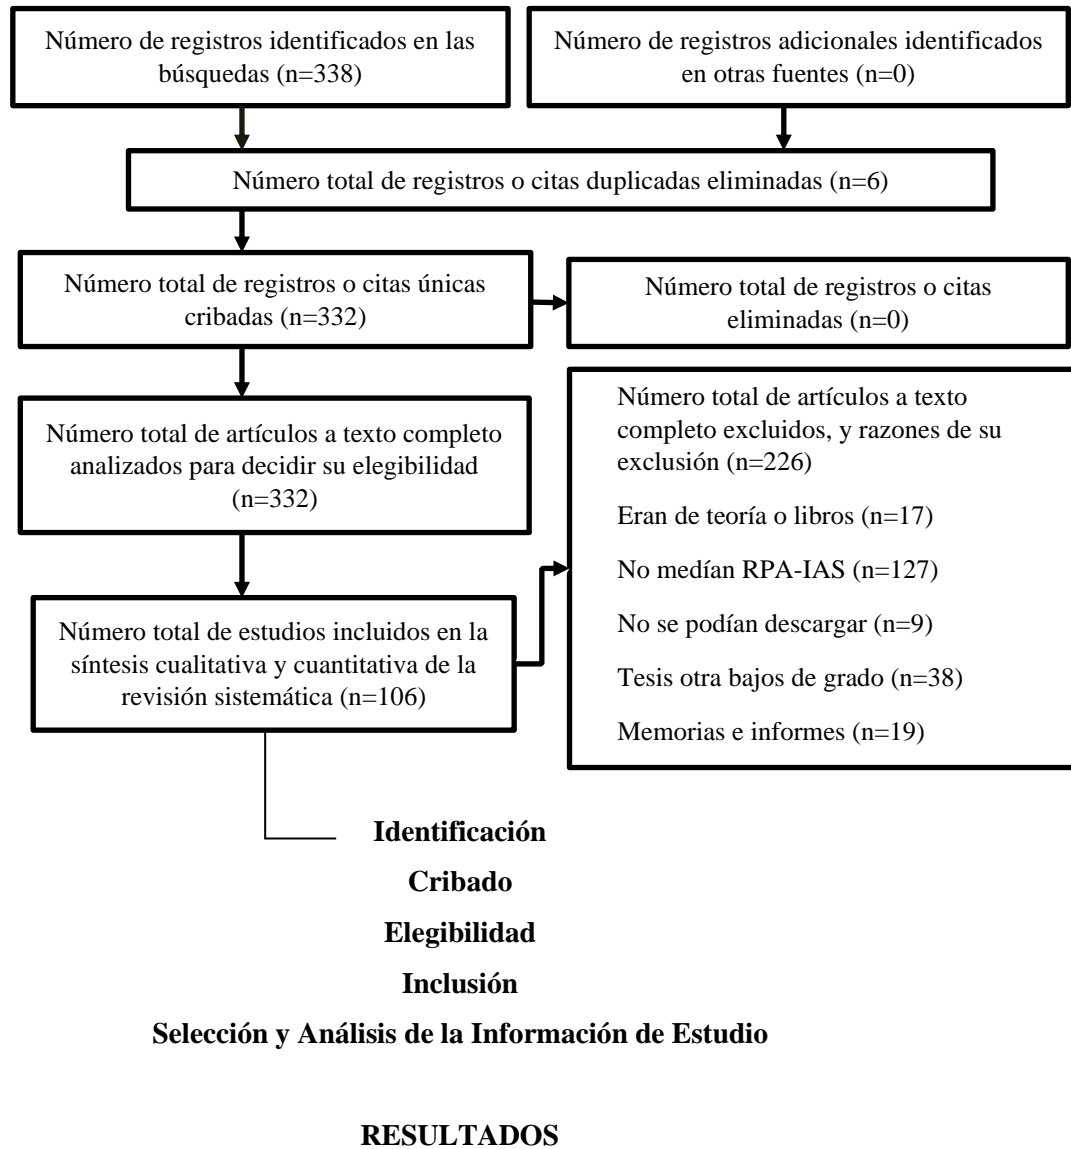 Número de registros identificados en las
búsquedas (n=338)
Número de registros adicionales identificados
en otras fuentes (n=0)
Número total de registros o citas duplicadas eliminadas (n=6)
Número total de registros o citas únicas
cribadas (n=332)
Número total de registros o citas
eliminadas (n=0)
Número total de artículos a texto completo
analizados para decidir su elegibilidad
(n=332)
Número total de artículos a texto
completo excluidos, y razones de su
exclusión (n=226)
Eran de teoría o libros (n=17)
No medían RPA-IAS (n=127)
No se podían descargar (n=9)
Tesis otra bajos de grado (n=38)
Memorias e informes (n=19)
Número total de estudios incluidos en la
síntesis cualitativa y cuantitativa de la
revisión sistemática (n=106)
Identificación
Cribado
Elegibilidad
Inclusión
Selección y Análisis de la Información de Estudio
RESULTADOS